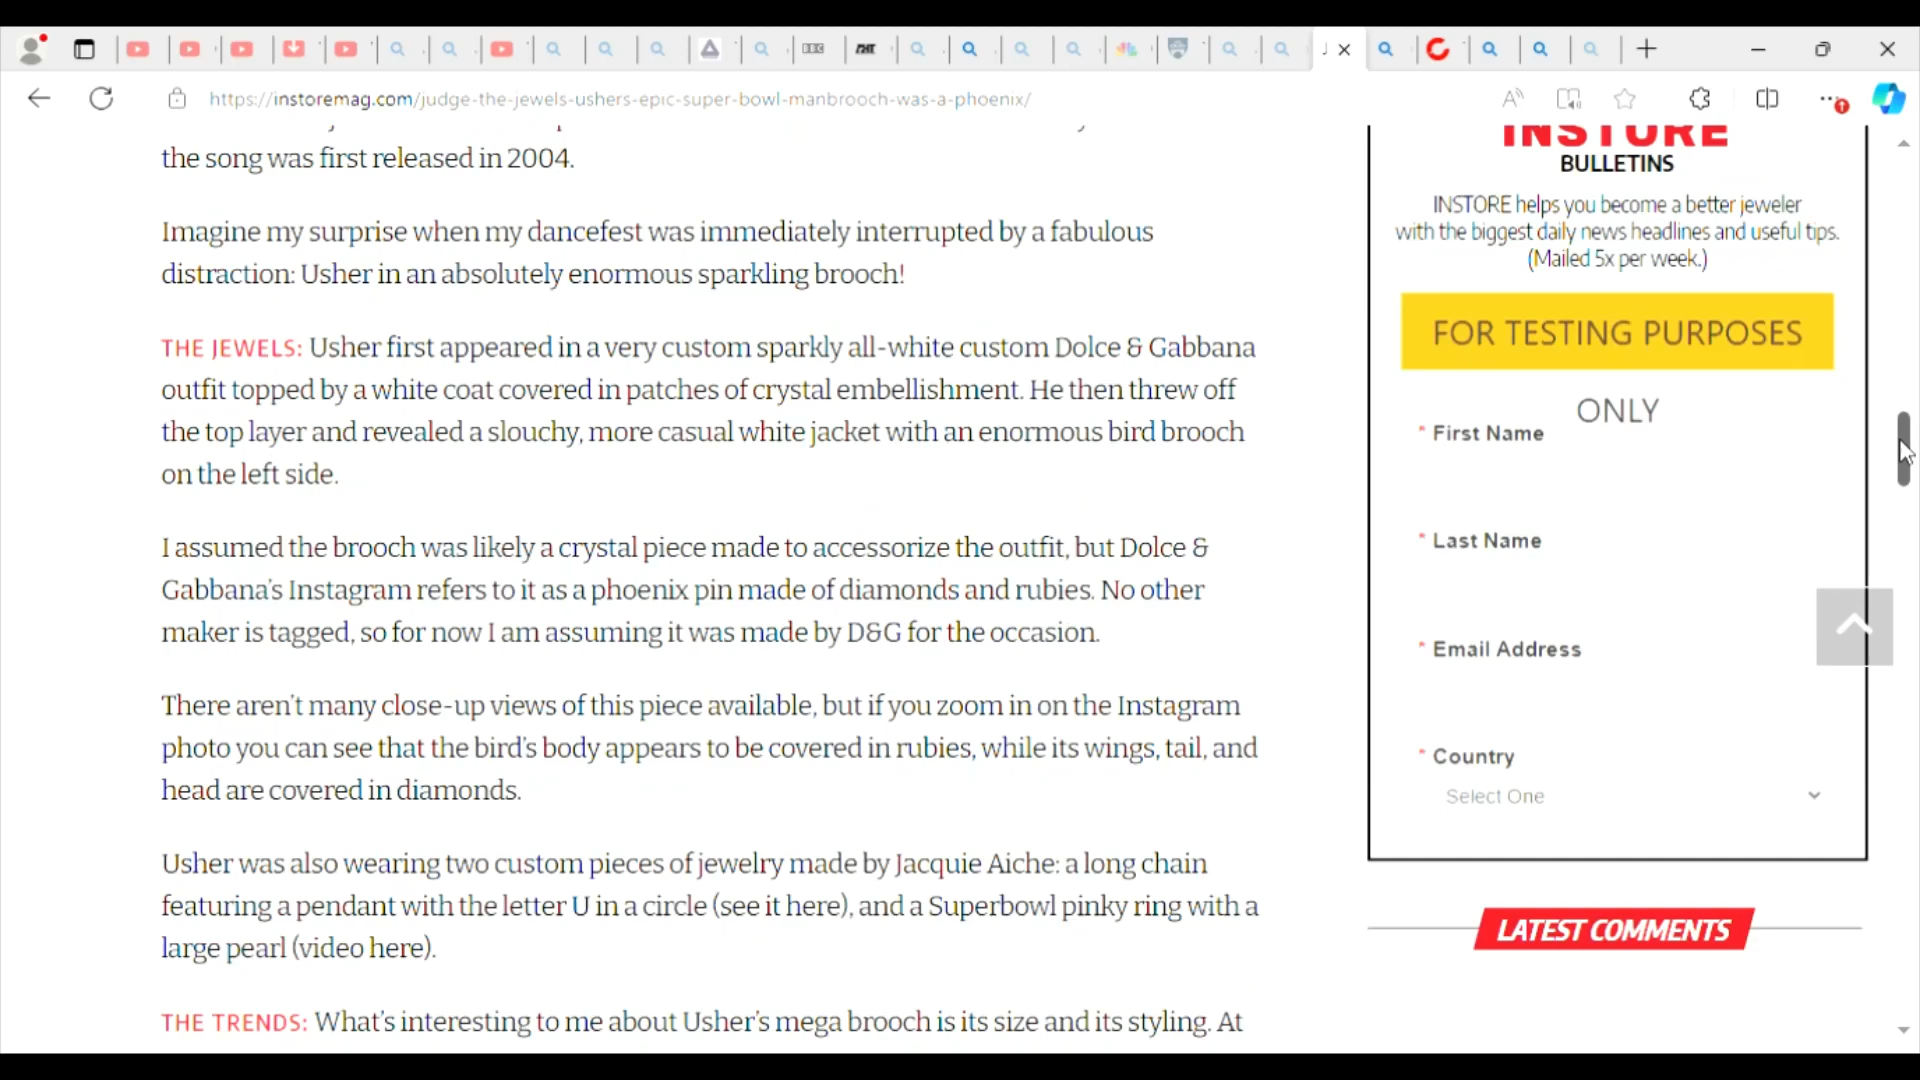 https://instoremag.com/judge-the-jewels-ushers-epic-super-bowl-manbrooch-was-a-phoenix/
the song was first released in 2004.
Imagine my surprise when my dancefest was immediately interrupted by a fabulous
distraction: Usher in an absolutely enormous sparkling brooch!
THE JEWELS: Usher first appeared in a very custom sparkly all-white custom Dolce & Gabbana
outfit topped by a white coat covered in patches of crystal embellishment. He then threw off
the top layer and revealed a slouchy, more casual white jacket with an enormous bird brooch
on the left side.
I assumed the brooch was likely a crystal piece made to accessorize the outfit, but Dolce &
Gabbana's Instagram refers to it as a phoenix pin made of diamonds and rubies. No other
maker is tagged, so for now I am assuming it was made by D&G for the occasion.
There aren't many close-up views of this piece available, but if you zoom in on the Instagram
photo you can see that the bird's body appears to be covered in rubies, while its wings, tail, and
head are covered in diamonds.
Usher was also wearing two custom pieces of jewelry made by Jacquie Aiche: a long chain
featuring a pendant with the letter U in a circle (see it here), and a Superbowl pinky ring with a
large pearl (video here).
THE TRENDS: What's interesting to me about Usher's mega brooch is its size and its styling. At
INSTORE
BULLETINS
INSTORE helps you become a better jeweler
with the biggest daily news headlines and useful tips.
(Mailed 5x per week.)
FOR TESTING PURPOSES
ONLY
* First Name
* Last Name
* Email Address
* Country
Select One
LATEST COMMENTS